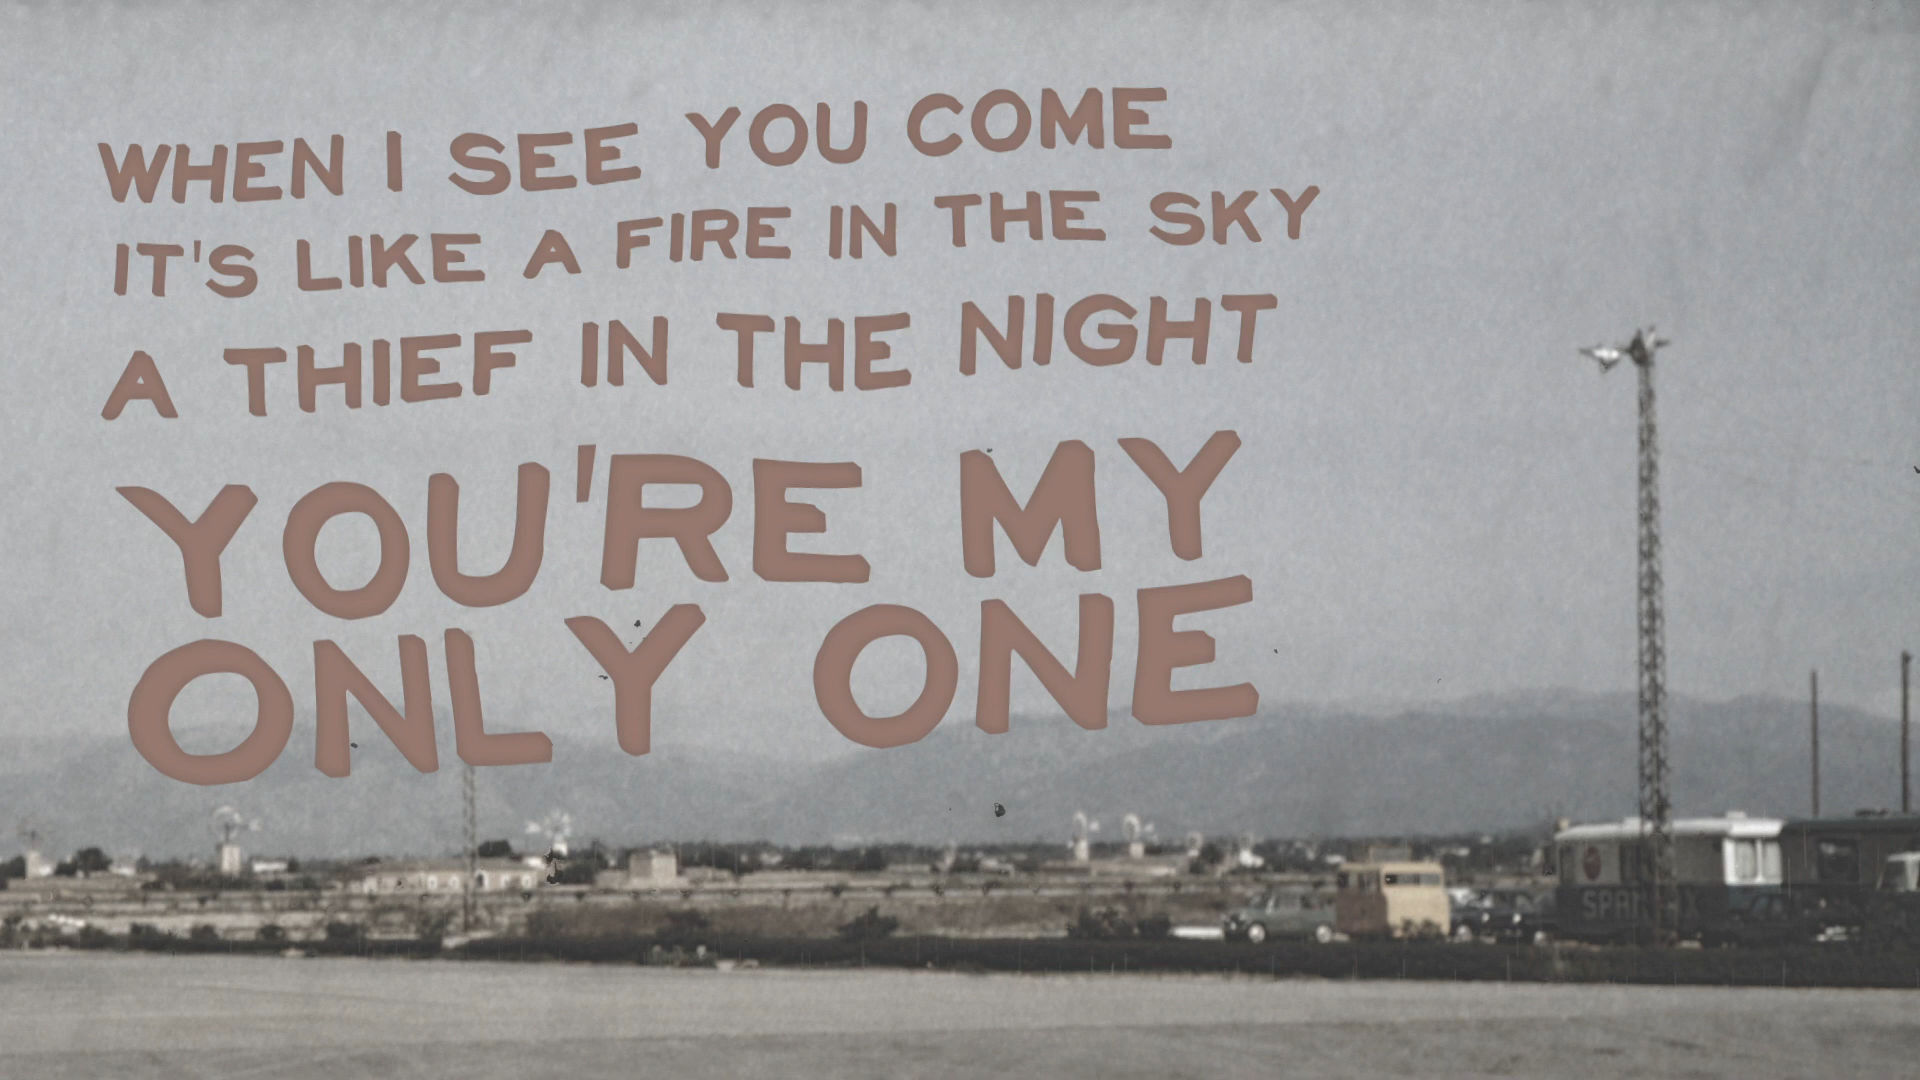 WHEN I SEE YOU COME
IT'S LIKE A FIRE IN THE SKY
A THIEF IN THE NIGHT
YOU'RE MY
ONLY ONE